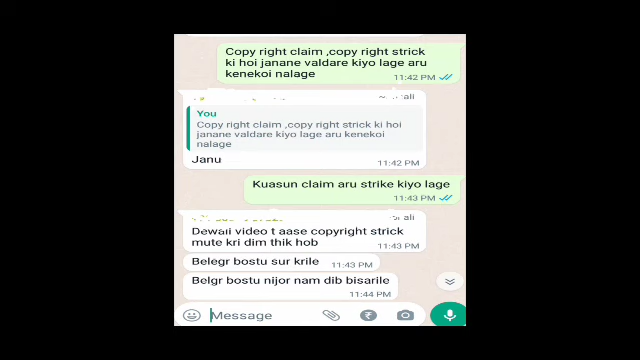 Copy right claim ,copy right strick
ki hoi janane valdare kiyo lage aru
kenekoi nalage
11:42 PM
ali
You
Copy right claim ,copy right strick ki hoi
janane valdare kiyo lage aru kenekoi
nalage
Janu
11:42 PM
Kuasun claim aru strike kiyo lage
11:43 PM
ali
Dewali video t aase copyright strick
mute kri dim thik hob
11:43 PM
Belegr bostu sur krile
11:43 PM
Belgr bostu nijor nam dib bisarile
11:44 PM
Message